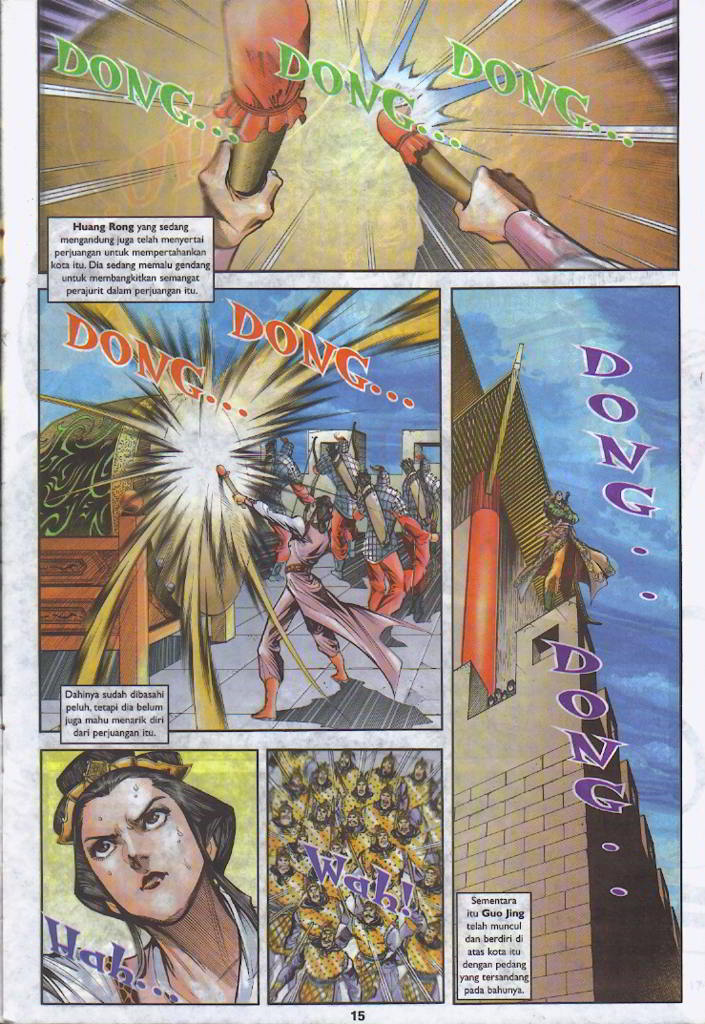 DONG...
DONG...
DONG...
Huang Rong yang sedang
mengandung juga telah menyertai
perjuangan untuk mempertahankan
kota itu. Dia sedang memalu gendang
untuk membangkitkan semangat
perajurit dalam perjuangan itu.
DONG...
DONG...
Dahinya sudah dibasahi
peluh, tetapi dia belum
juga mahu menarik diri
dari perjuangan itu.
DONG...
DONG...
Sementara
itu Guo Jing
telah muncul
dan berdiri di
atas kota itu
dengan pedang
yang tersandang
pada bahunya.
Hah...
Wah!
15